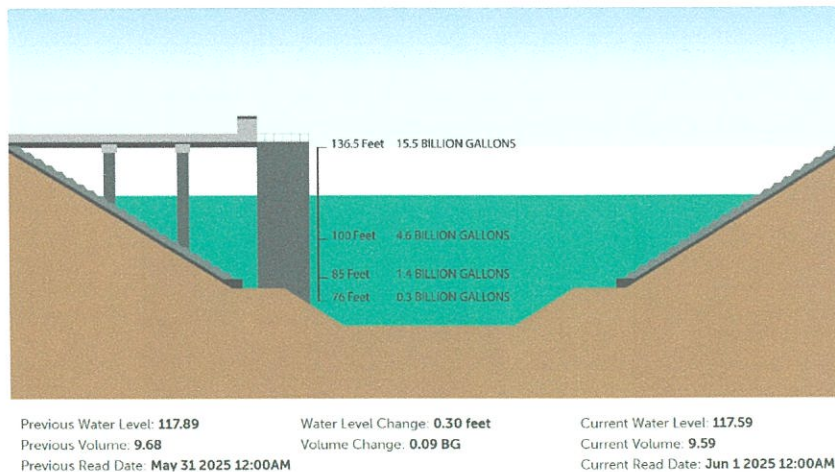 136.5 Feet 15.5 BILLION GALLONS
100 Feet 4.6 BILLION GALLONS
85 Feet 1.4 BILLION GALLONS
76 Feet 0.3 BILLION GALLONS
Previous Water Level: 117.89
Previous Volume: 9.68
Previous Read Date: May 31 2025 12:00AM
Water Level Change: 0.30 feet
Volume Change: 0.09 BG
Current Water Level: 117.59
Current Volume: 9.59
Current Read Date: Jun 1 2025 12:00AM